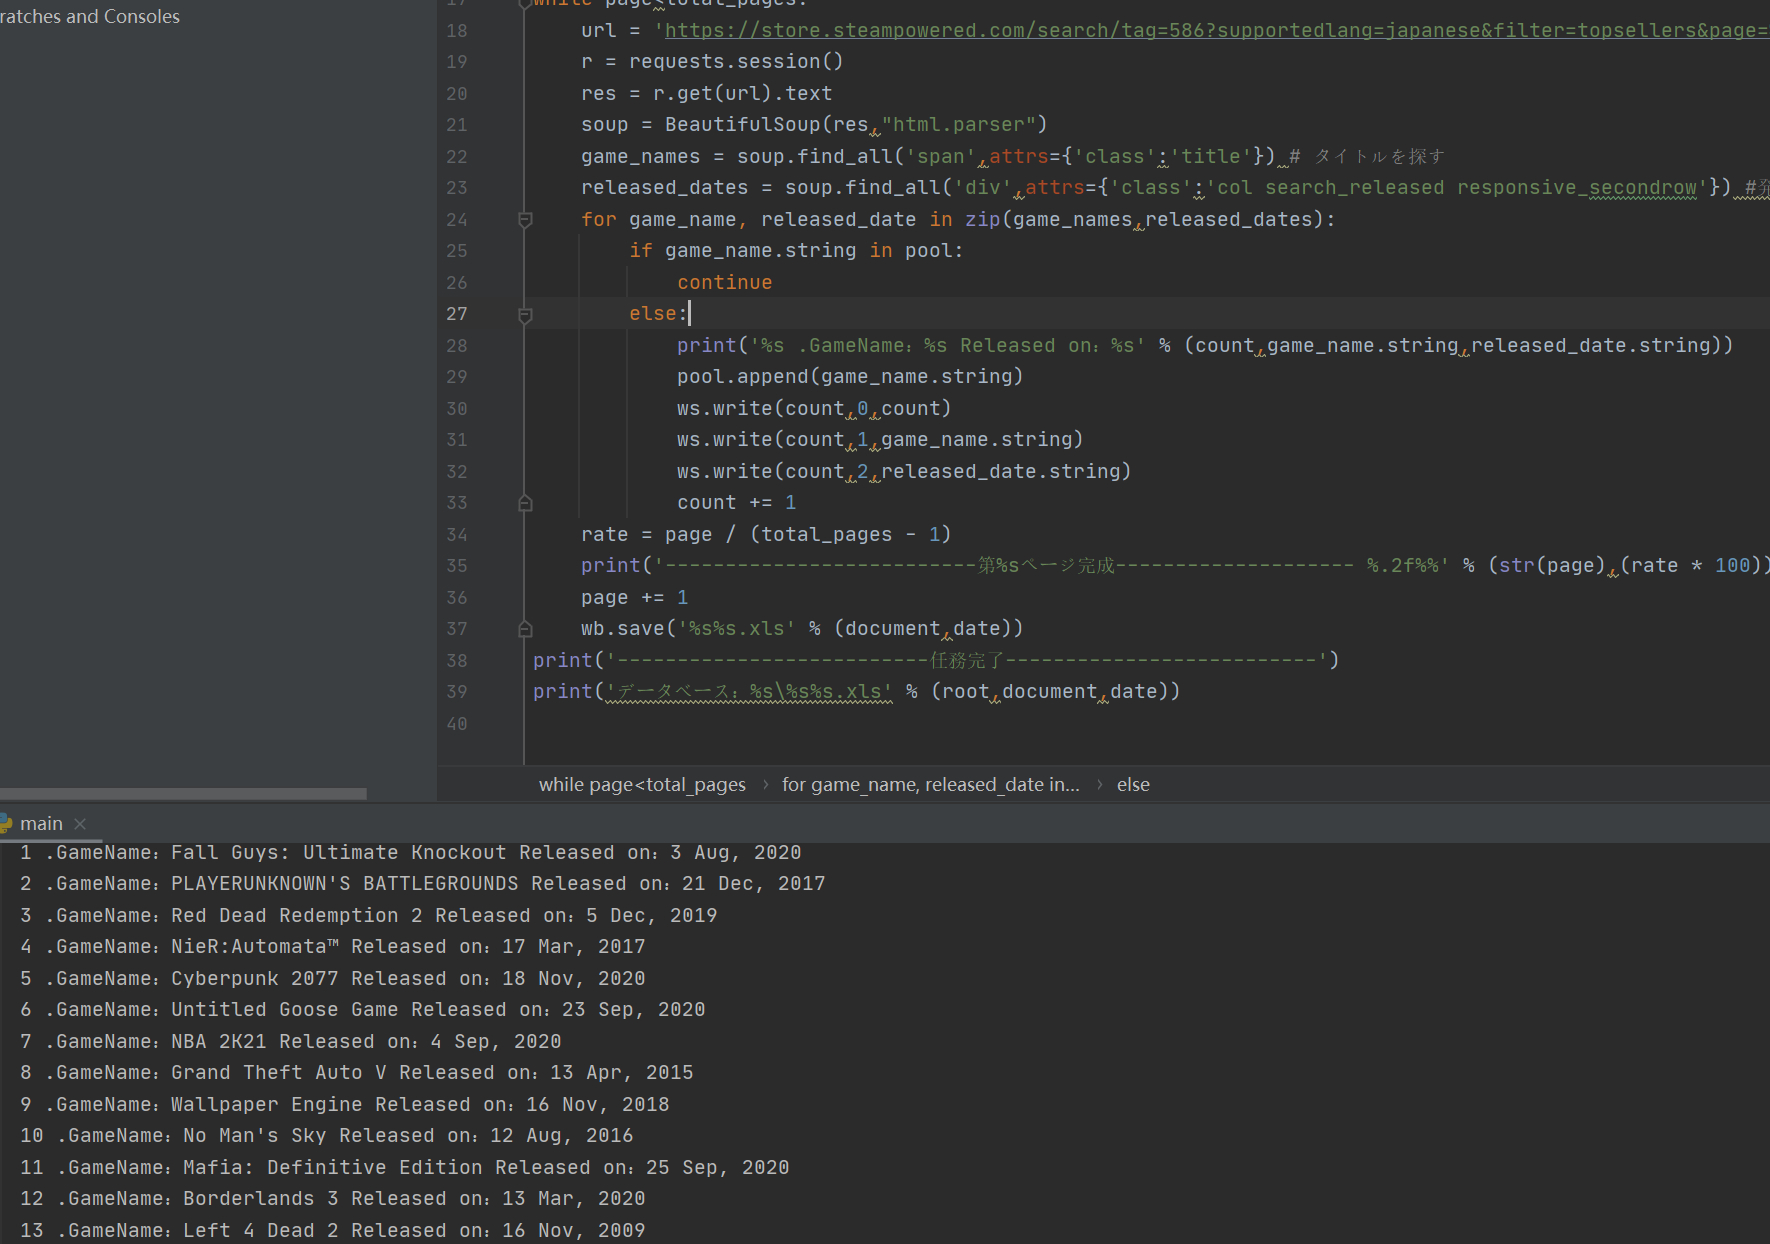 ratches and Consoles
17 while page<total_pages:
18 url = 'https://store.steampowered.com/search/tag=586?supportedlang=japanese&filter=topsellers&page=
19 r = requests.session()
20 res = r.get(url).text
21 soup = BeautifulSoup(res,"html.parser")
22 game_names = soup.find_all('span',attrs={'class':'title'}) # タイトルを探す
23 released_dates = soup.find_all('div',attrs={'class':'col search_released responsive_secondrow'}) #発
24 for game_name, released_date in zip(game_names,released_dates):
25 if game_name.string in pool:
26 continue
27 else:
28 print('%s .GameName：%s Released on：%s' % (count,game_name.string,released_date.string))
29 pool.append(game_name.string)
30 ws.write(count,0,count)
31 ws.write(count,1,game_name.string)
32 ws.write(count,2,released_date.string)
33 count += 1
34 rate = page / (total_pages - 1)
35 print('--------------------------第%sページ完成-------------------- %.2f%%' % (str(page),(rate * 100))
36 page += 1
37 wb.save('%s%s.xls' % (document,date))
38 print('--------------------------任務完了--------------------------')
39 print('データベース：%s\%s%s.xls' % (root,document,date))
40
while page<total_pages › for game_name, released_date in... › else
main ×
1 .GameName：Fall Guys: Ultimate Knockout Released on：3 Aug, 2020
2 .GameName：PLAYERUNKNOWN'S BATTLEGROUNDS Released on：21 Dec, 2017
3 .GameName：Red Dead Redemption 2 Released on：5 Dec, 2019
4 .GameName：NieR:Automata™ Released on：17 Mar, 2017
5 .GameName：Cyberpunk 2077 Released on：18 Nov, 2020
6 .GameName：Untitled Goose Game Released on：23 Sep, 2020
7 .GameName：NBA 2K21 Released on：4 Sep, 2020
8 .GameName：Grand Theft Auto V Released on：13 Apr, 2015
9 .GameName：Wallpaper Engine Released on：16 Nov, 2018
10 .GameName：No Man's Sky Released on：12 Aug, 2016
11 .GameName：Mafia: Definitive Edition Released on：25 Sep, 2020
12 .GameName：Borderlands 3 Released on：13 Mar, 2020
13 .GameName：Left 4 Dead 2 Released on：16 Nov, 2009